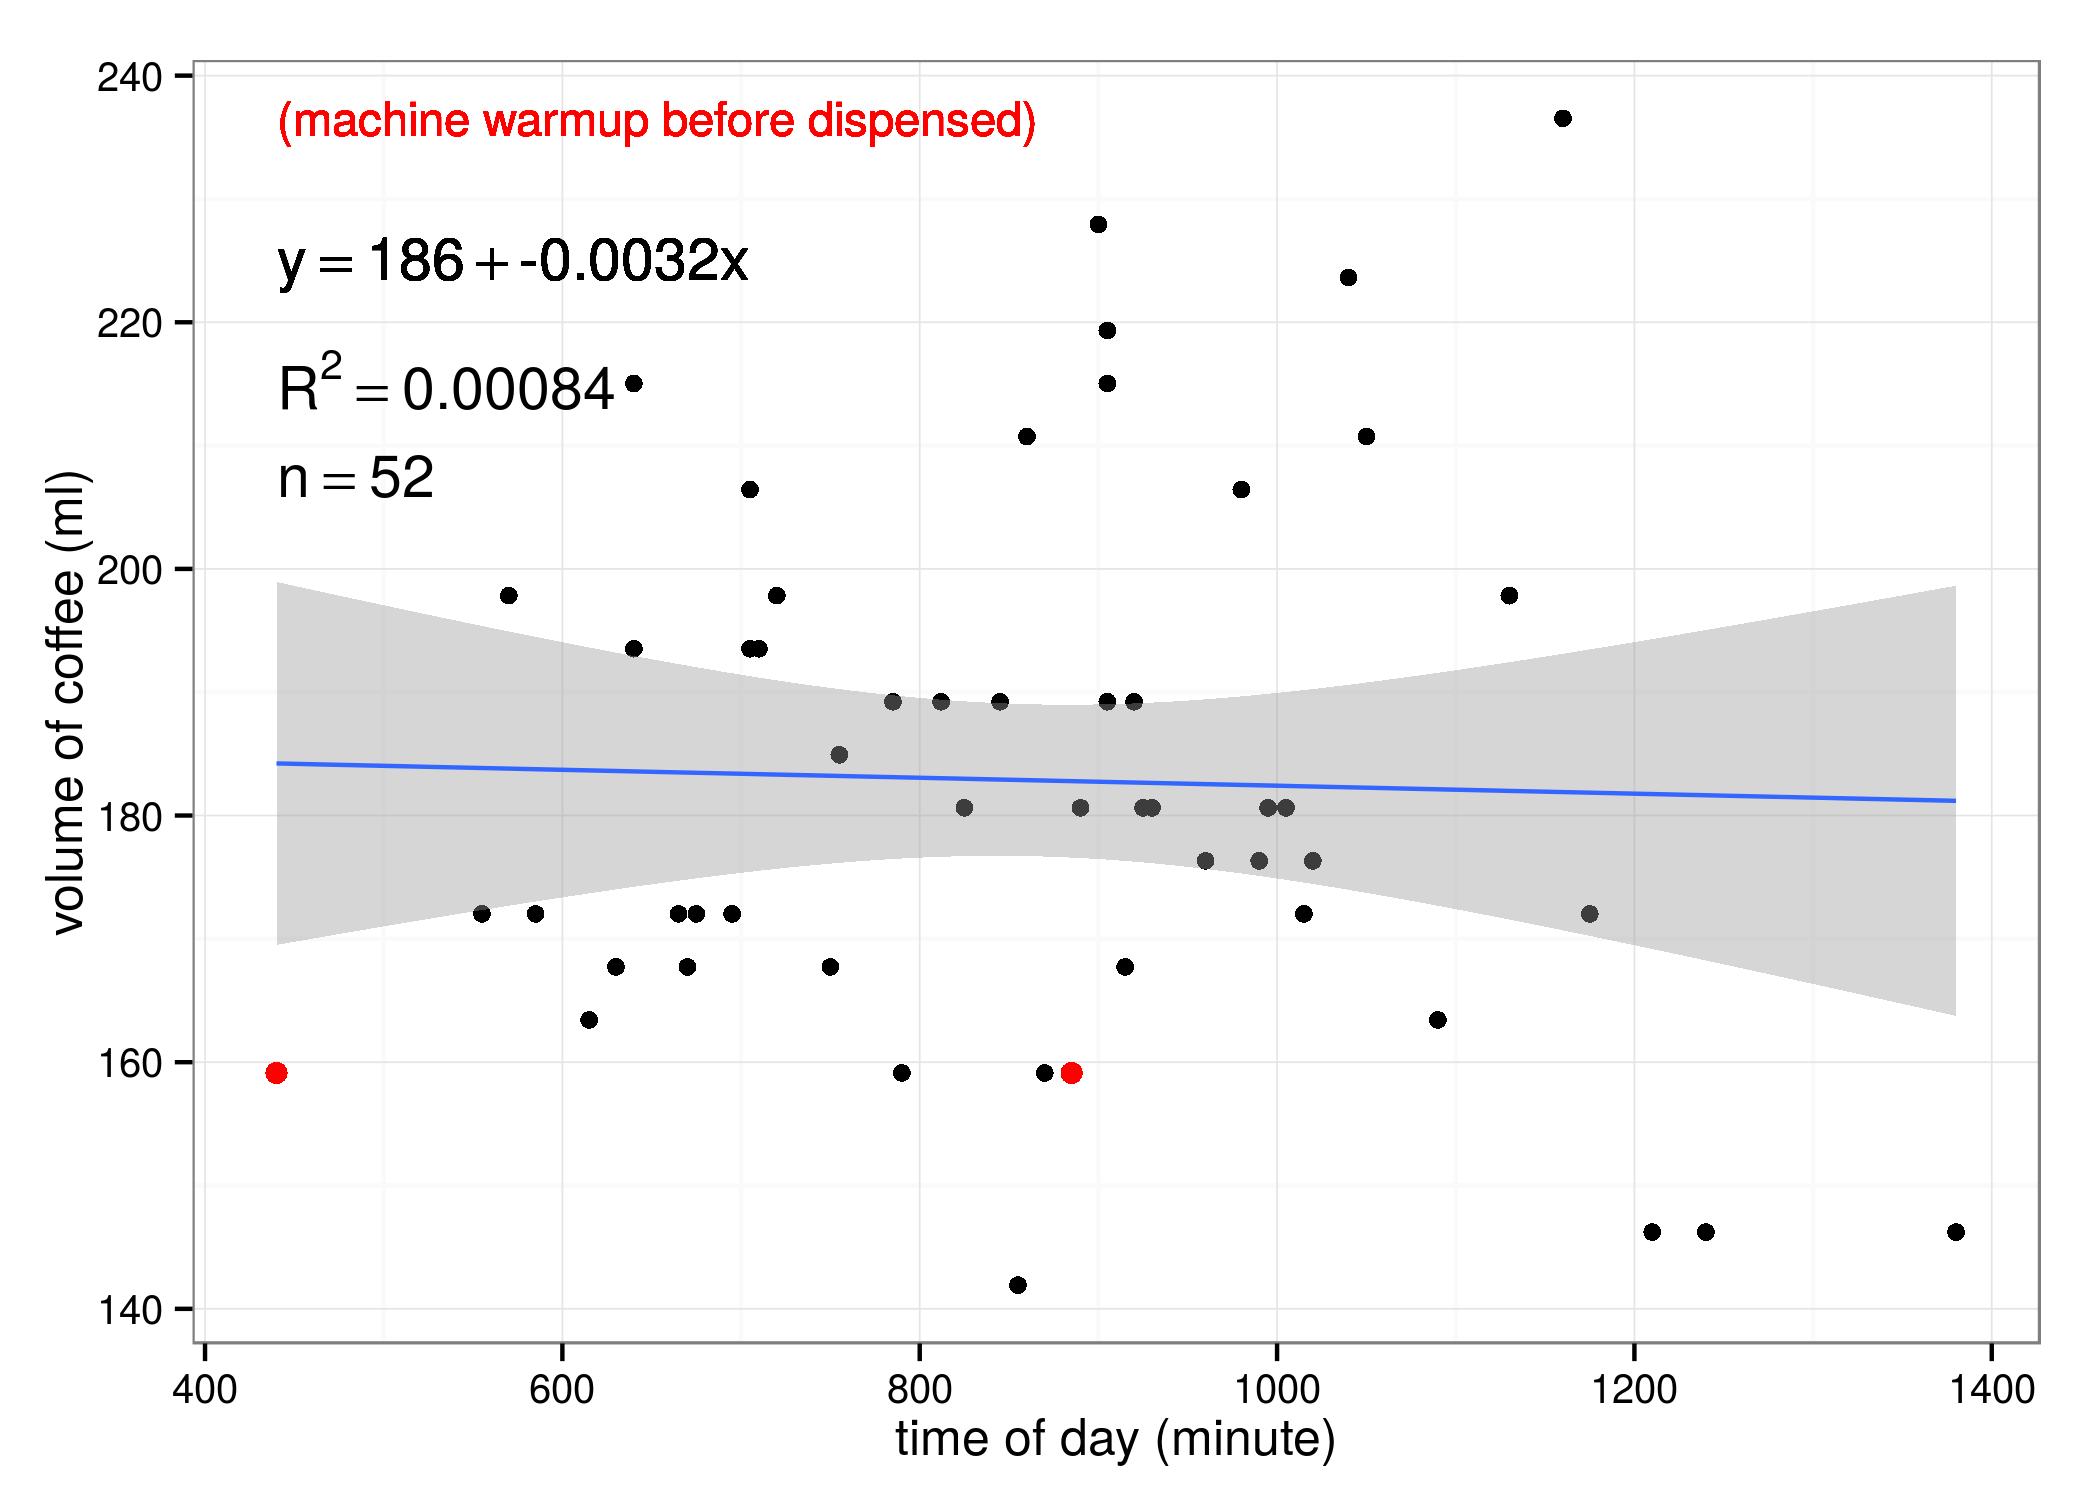 240
(machine warmup before dispensed)
y = 186 + -0.0032x
220
R² = 0.00084
n = 52
volume of coffee (ml)
200
180
160
140
400 600 800 1000 1200 1400
time of day (minute)